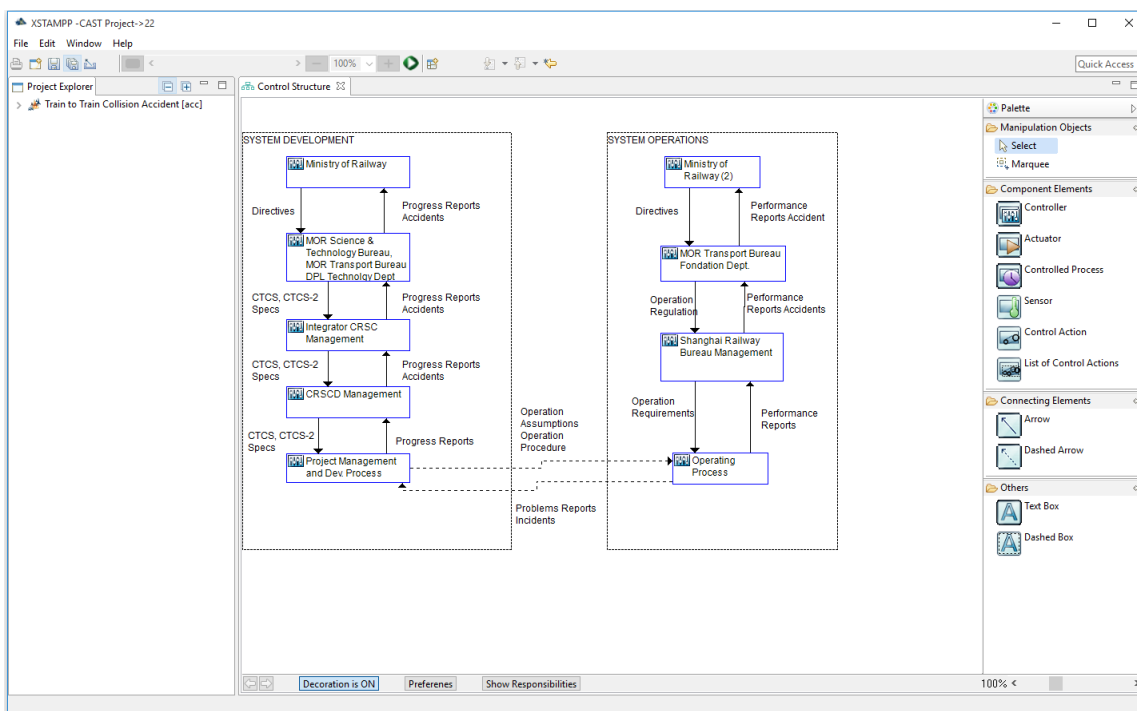 XSTAMPP -CAST Project->22
File Edit Window Help
100%
Quick Access
Project Explorer
Train to Train Collision Accident [acc]
Control Structure
SYSTEM DEVELOPMENT
Ministry of Railway
Directives
Progress Reports
Accidents
MOR Science &
Technology Bureau,
MOR Transport Bureau
DPL Technolgy Dept
CTCS, CTCS-2
Specs
Progress Reports
Accidents
Integrator CRSC
Management
CTCS, CTCS-2
Specs
Progress Reports
Accidents
CRSCD Management
CTCS, CTCS-2
Specs
Progress Reports
Project Management
and Dev. Process
Operation
Assumptions
Operation
Procedure
Problems Reports
Incidents
SYSTEM OPERATIONS
Ministry of
Railway (2)
Directives
Performance
Reports Accident
MOR Transport Bureau
Fondation Dept.
Operation
Regulation
Performance
Reports Accidents
Shanghai Railway
Bureau Management
Operation
Requirements
Performance
Reports
Operating
Process
Palette
Manipulation Objects
Select
Marquee
Component Elements
Controller
Actuator
Controlled Process
Sensor
Control Action
List of Control Actions
Connecting Elements
Arrow
Dashed Arrow
Others
Text Box
Dashed Box
Decoration is ON
Preferenes
Show Responsibilities
100%